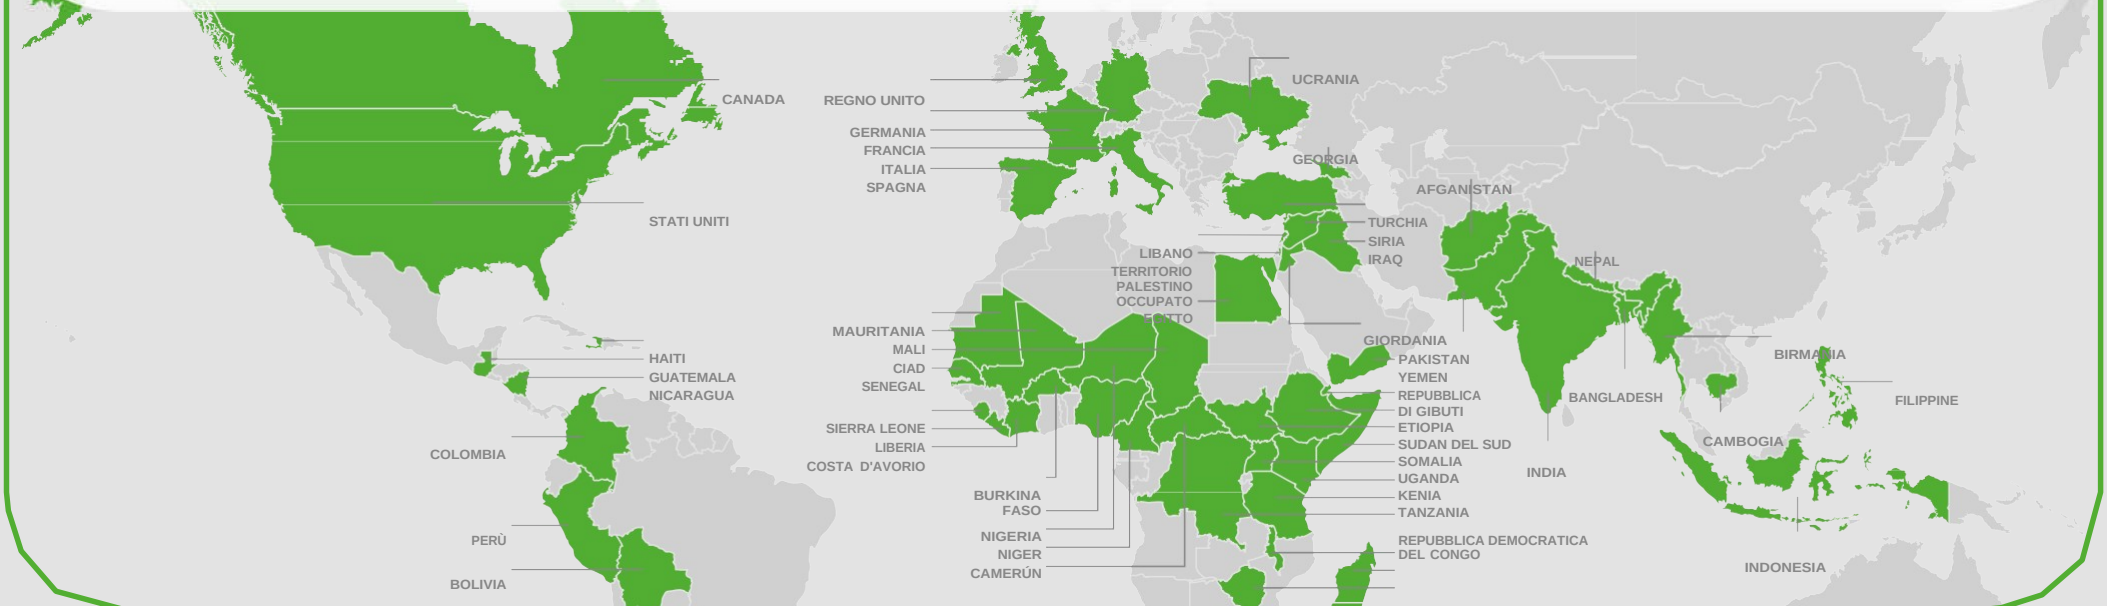 CANADA
STATI UNITI
HAITI
GUATEMALA
NICARAGUA
COLOMBIA
PERÙ
BOLIVIA
REGNO UNITO
GERMANIA
FRANCIA
ITALIA
SPAGNA
UCRANIA
GEORGIA
AFGANISTAN
TURCHIA
SIRIA
IRAQ
LIBANO
TERRITORIO
PALESTINO
OCCUPATO
EGITTO
NEPAL
MAURITANIA
MALI
CIAD
SENEGAL
SIERRA LEONE
LIBERIA
COSTA D'AVORIO
BURKINA
FASO
NIGERIA
NIGER
CAMERÚN
GIORDANIA
PAKISTAN
YEMEN
REPUBBLICA
DI GIBUTI
ETIOPIA
SUDAN DEL SUD
SOMALIA
UGANDA
KENIA
TANZANIA
REPUBBLICA DEMOCRATICA
DEL CONGO
BIRMANIA
BANGLADESH
FILIPPINE
CAMBOGIA
INDIA
INDONESIA